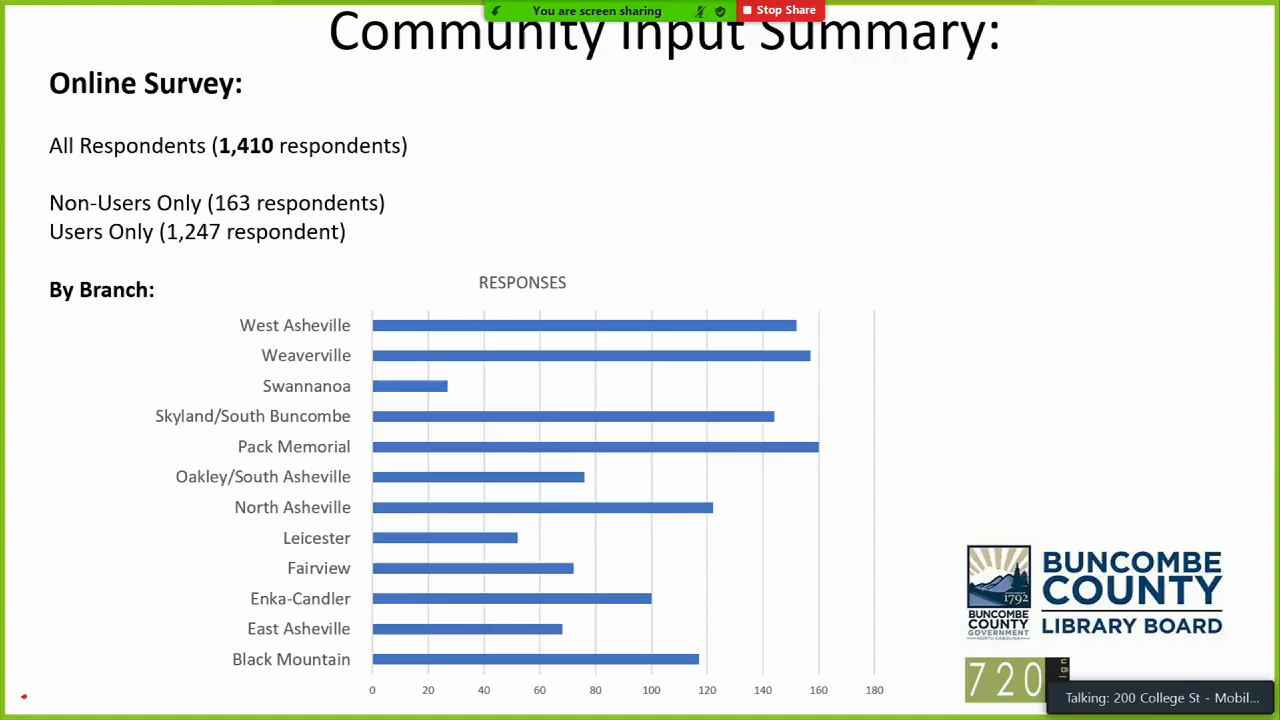 You are screen sharing
Stop Share
Community Input Summary:
Online Survey:
All Respondents (1,410 respondents)
Non-Users Only (163 respondents)
Users Only (1,247 respondent)
By Branch:
RESPONSES
West Asheville
Weaverville
Swannanoa
Skyland/South Buncombe
Pack Memorial
Oakley/South Asheville
North Asheville
Leicester
Fairview
Enka-Candler
East Asheville
Black Mountain
0 20 40 60 80 100 120 140 160 180
1792
BUNCOMBE
COUNTY
GOVERNMENT
NORTH CAROLINA
BUNCOMBE
COUNTY
LIBRARY BOARD
720
ign
Talking: 200 College St - Mobil...